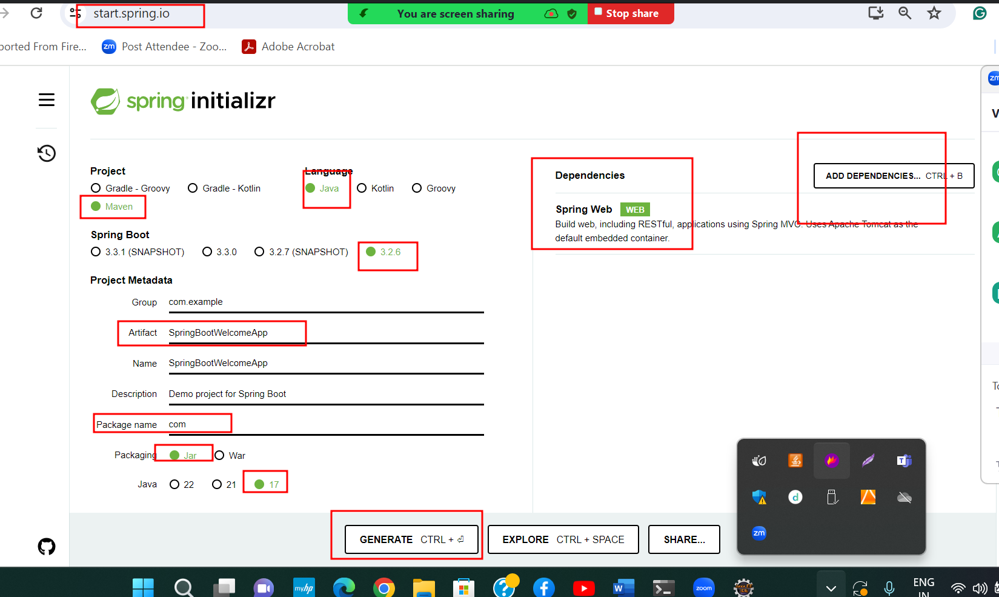 start.spring.io
You are screen sharing
Stop share
ported From Fire...
zm
Post Attendee - Zoo...
Adobe Acrobat
spring initializr
Project
Gradle - Groovy
Gradle - Kotlin
Maven
Language
Java
Kotlin
Groovy
Spring Boot
3.3.1 (SNAPSHOT)
3.3.0
3.2.7 (SNAPSHOT)
3.2.6
Project Metadata
Group com.example
Artifact SpringBootWelcomeApp
Name SpringBootWelcomeApp
Description Demo project for Spring Boot
Package name com
Packaging Jar War
Java 22 21 17
Dependencies
ADD DEPENDENCIES... CTRL + B
Spring Web WEB
Build web, including RESTful, applications using Spring MVC. Uses Apache Tomcat as the
default embedded container.
GENERATE CTRL + ⏎
EXPLORE CTRL + SPACE
SHARE...
zm
myhp
W
zoom
ENG
IN